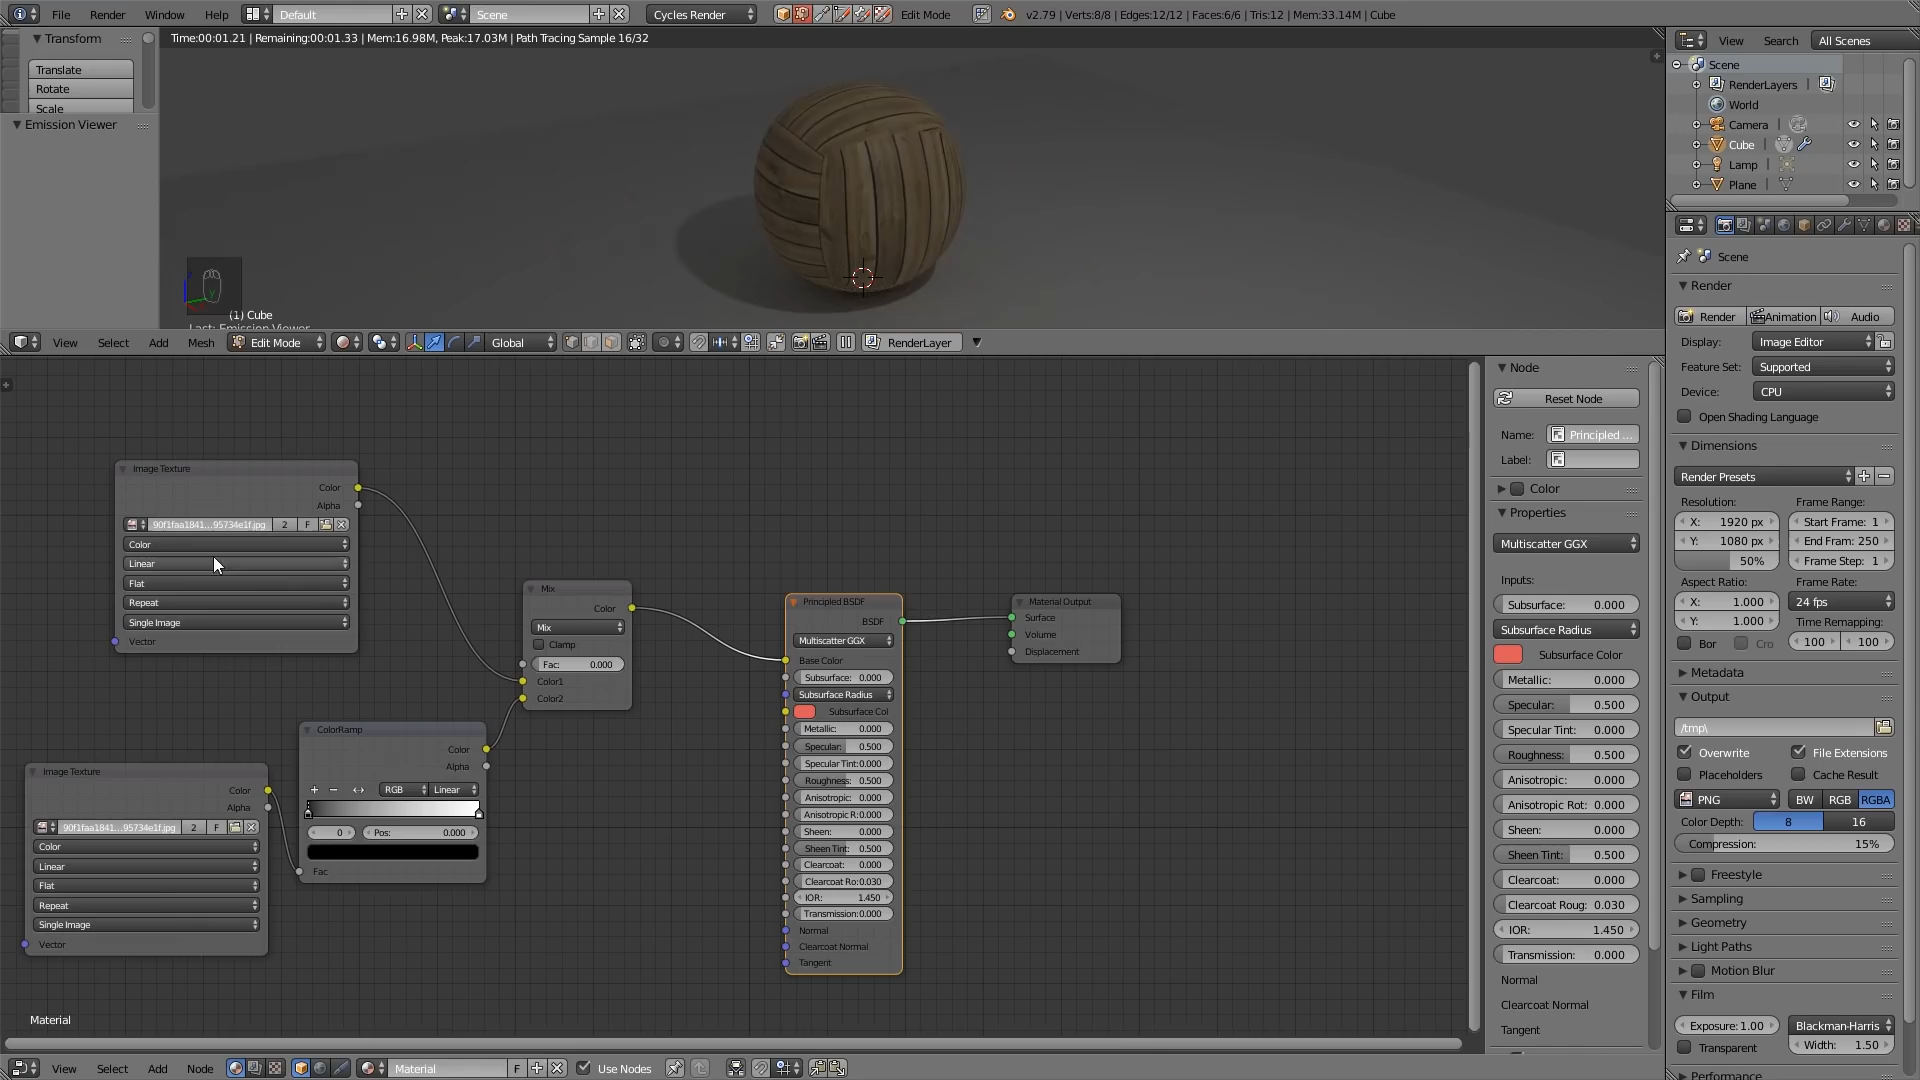 File Render Window Help Default Scene Cycles Render Edit Mode v2.79 | Verts:8/8 | Edges:12/12 | Faces:6/6 | Tris:12 | Mem:33.14M | Cube
Transform
Translate
Rotate
Scale
Emission Viewer
Time:00:01.21 | Remaining:00:01.33 | Mem:16.98M, Peak:17.03M | Path Tracing Sample 16/32
(1) Cube
Last: Emission Viewer
View Select Add Mesh Edit Mode Global RenderLayer
Image Texture
Color
Alpha
90f1faa1841...95734e1f.jpg 2 F
Color
Linear
Flat
Repeat
Single Image
Vector
Image Texture
Color
Alpha
90f1faa1841...95734e1f.jpg 2 F
Color
Linear
Flat
Repeat
Single Image
Vector
ColorRamp
Color
Alpha
RGB Linear
0 Pos: 0.000
Fac
Mix
Color
Mix
Clamp
Fac: 0.000
Color1
Color2
Principled BSDF
BSDF
Multiscatter GGX
Base Color
Subsurface: 0.000
Subsurface Radius
Subsurface Col
Metallic: 0.000
Specular: 0.500
Specular Tint:0.000
Roughness: 0.500
Anisotropic: 0.000
Anisotropic R:0.000
Sheen: 0.000
Sheen Tint: 0.500
Clearcoat: 0.000
Clearcoat Ro:0.030
IOR: 1.450
Transmission:0.000
Normal
Clearcoat Normal
Tangent
Material Output
Surface
Volume
Displacement
Material
View Select Add Node Material F Use Nodes
Node
Reset Node
Name: Principled ...
Label:
Color
Properties
Multiscatter GGX
Inputs:
Subsurface: 0.000
Subsurface Radius
Subsurface Color
Metallic: 0.000
Specular: 0.500
Specular Tint: 0.000
Roughness: 0.500
Anisotropic: 0.000
Anisotropic Rot: 0.000
Sheen: 0.000
Sheen Tint: 0.500
Clearcoat: 0.000
Clearcoat Roug: 0.030
IOR: 1.450
Transmission: 0.000
Normal
Clearcoat Normal
Tangent
View Search All Scenes
Scene
RenderLayers |
World
Camera |
Cube |
Lamp |
Plane |
Scene
Render
Render Animation Audio
Display: Image Editor
Feature Set: Supported
Device: CPU
Open Shading Language
Dimensions
Render Presets
Resolution: Frame Range:
X: 1920 px Start Frame: 1
Y: 1080 px End Fram: 250
50% Frame Step: 1
Aspect Ratio: Frame Rate:
X: 1.000 24 fps
Y: 1.000 Time Remapping:
Bor Cro 100 100
Metadata
Output
/tmp\
Overwrite File Extensions
Placeholders Cache Result
PNG BW RGB RGBA
Color Depth: 8 16
Compression: 15%
Freestyle
Sampling
Geometry
Light Paths
Motion Blur
Film
Exposure: 1.00 Blackman-Harris
Transparent Width: 1.50
Performance